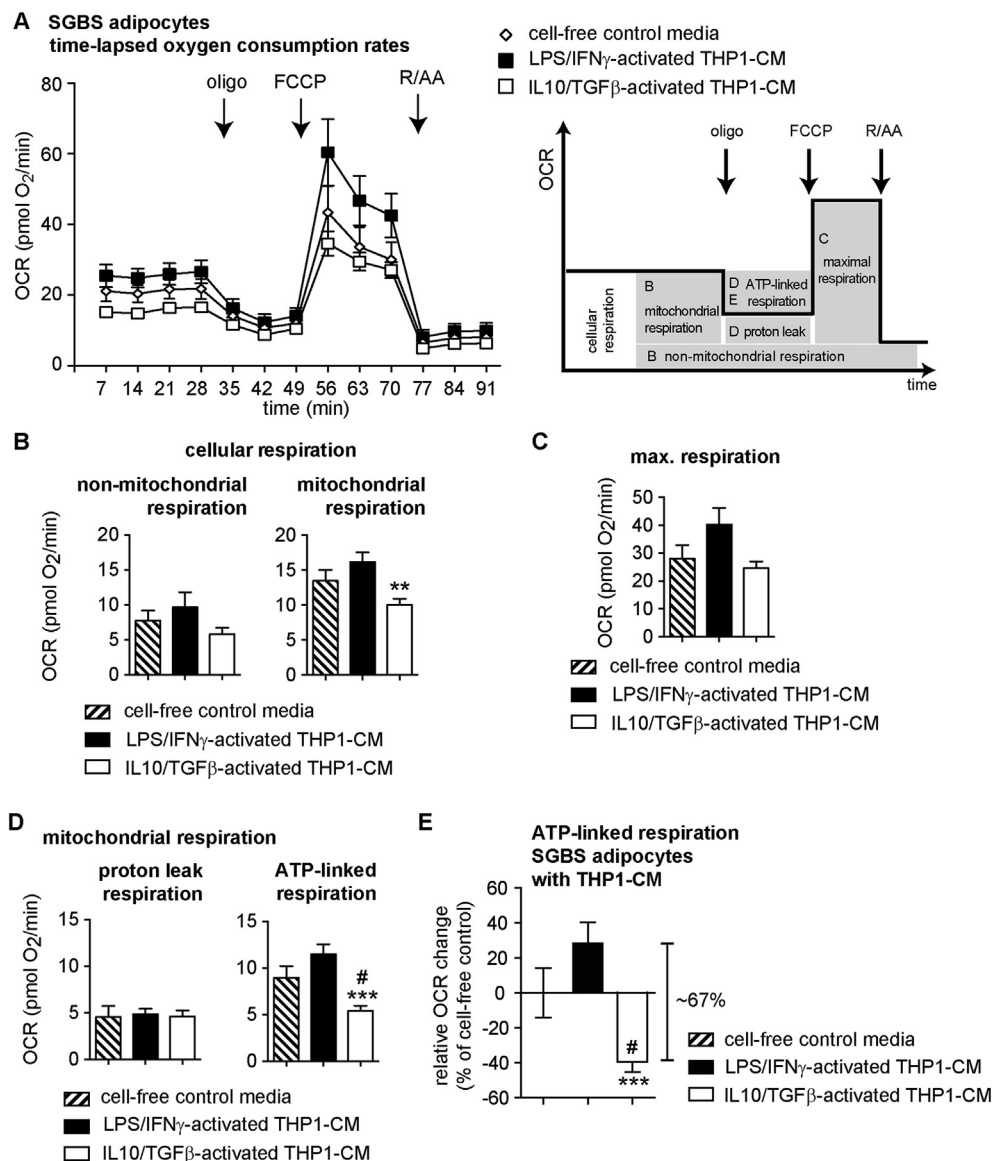 A
SGBS adipocytes
time-lapsed oxygen consumption rates
cell-free control media
LPS/IFNγ-activated THP1-CM
IL10/TGFβ-activated THP1-CM
oligo
FCCP
R/AA
OCR (pmol O2/min)
80
60
40
20
0
7 14 21 28 35 42 49 56 63 70 77 84 91
time (min)
oligo
FCCP
R/AA
OCR
cellular
respiration
B
mitochondrial
respiration
D
E
ATP-linked
respiration
D proton leak
C
maximal
respiration
B non-mitochondrial respiration
time
B
cellular respiration
non-mitochondrial
respiration
OCR (pmol O2/min)
20
15
10
5
0
mitochondrial
respiration
20
15
10
5
0
**
cell-free control media
LPS/IFNγ-activated THP1-CM
IL10/TGFβ-activated THP1-CM
C
max. respiration
OCR (pmol O2/min)
50
40
30
20
10
0
cell-free control media
LPS/IFNγ-activated THP1-CM
IL10/TGFβ-activated THP1-CM
D
mitochondrial respiration
proton leak
respiration
OCR (pmol O2/min)
15
10
5
0
ATP-linked
respiration
15
10
5
0
#
***
cell-free control media
LPS/IFNγ-activated THP1-CM
IL10/TGFβ-activated THP1-CM
E
ATP-linked respiration
SGBS adipocytes
with THP1-CM
relative OCR change
(% of cell-free control)
60
40
20
0
-20
-40
-60
#
***
~67%
cell-free control media
LPS/IFNγ-activated THP1-CM
IL10/TGFβ-activated THP1-CM